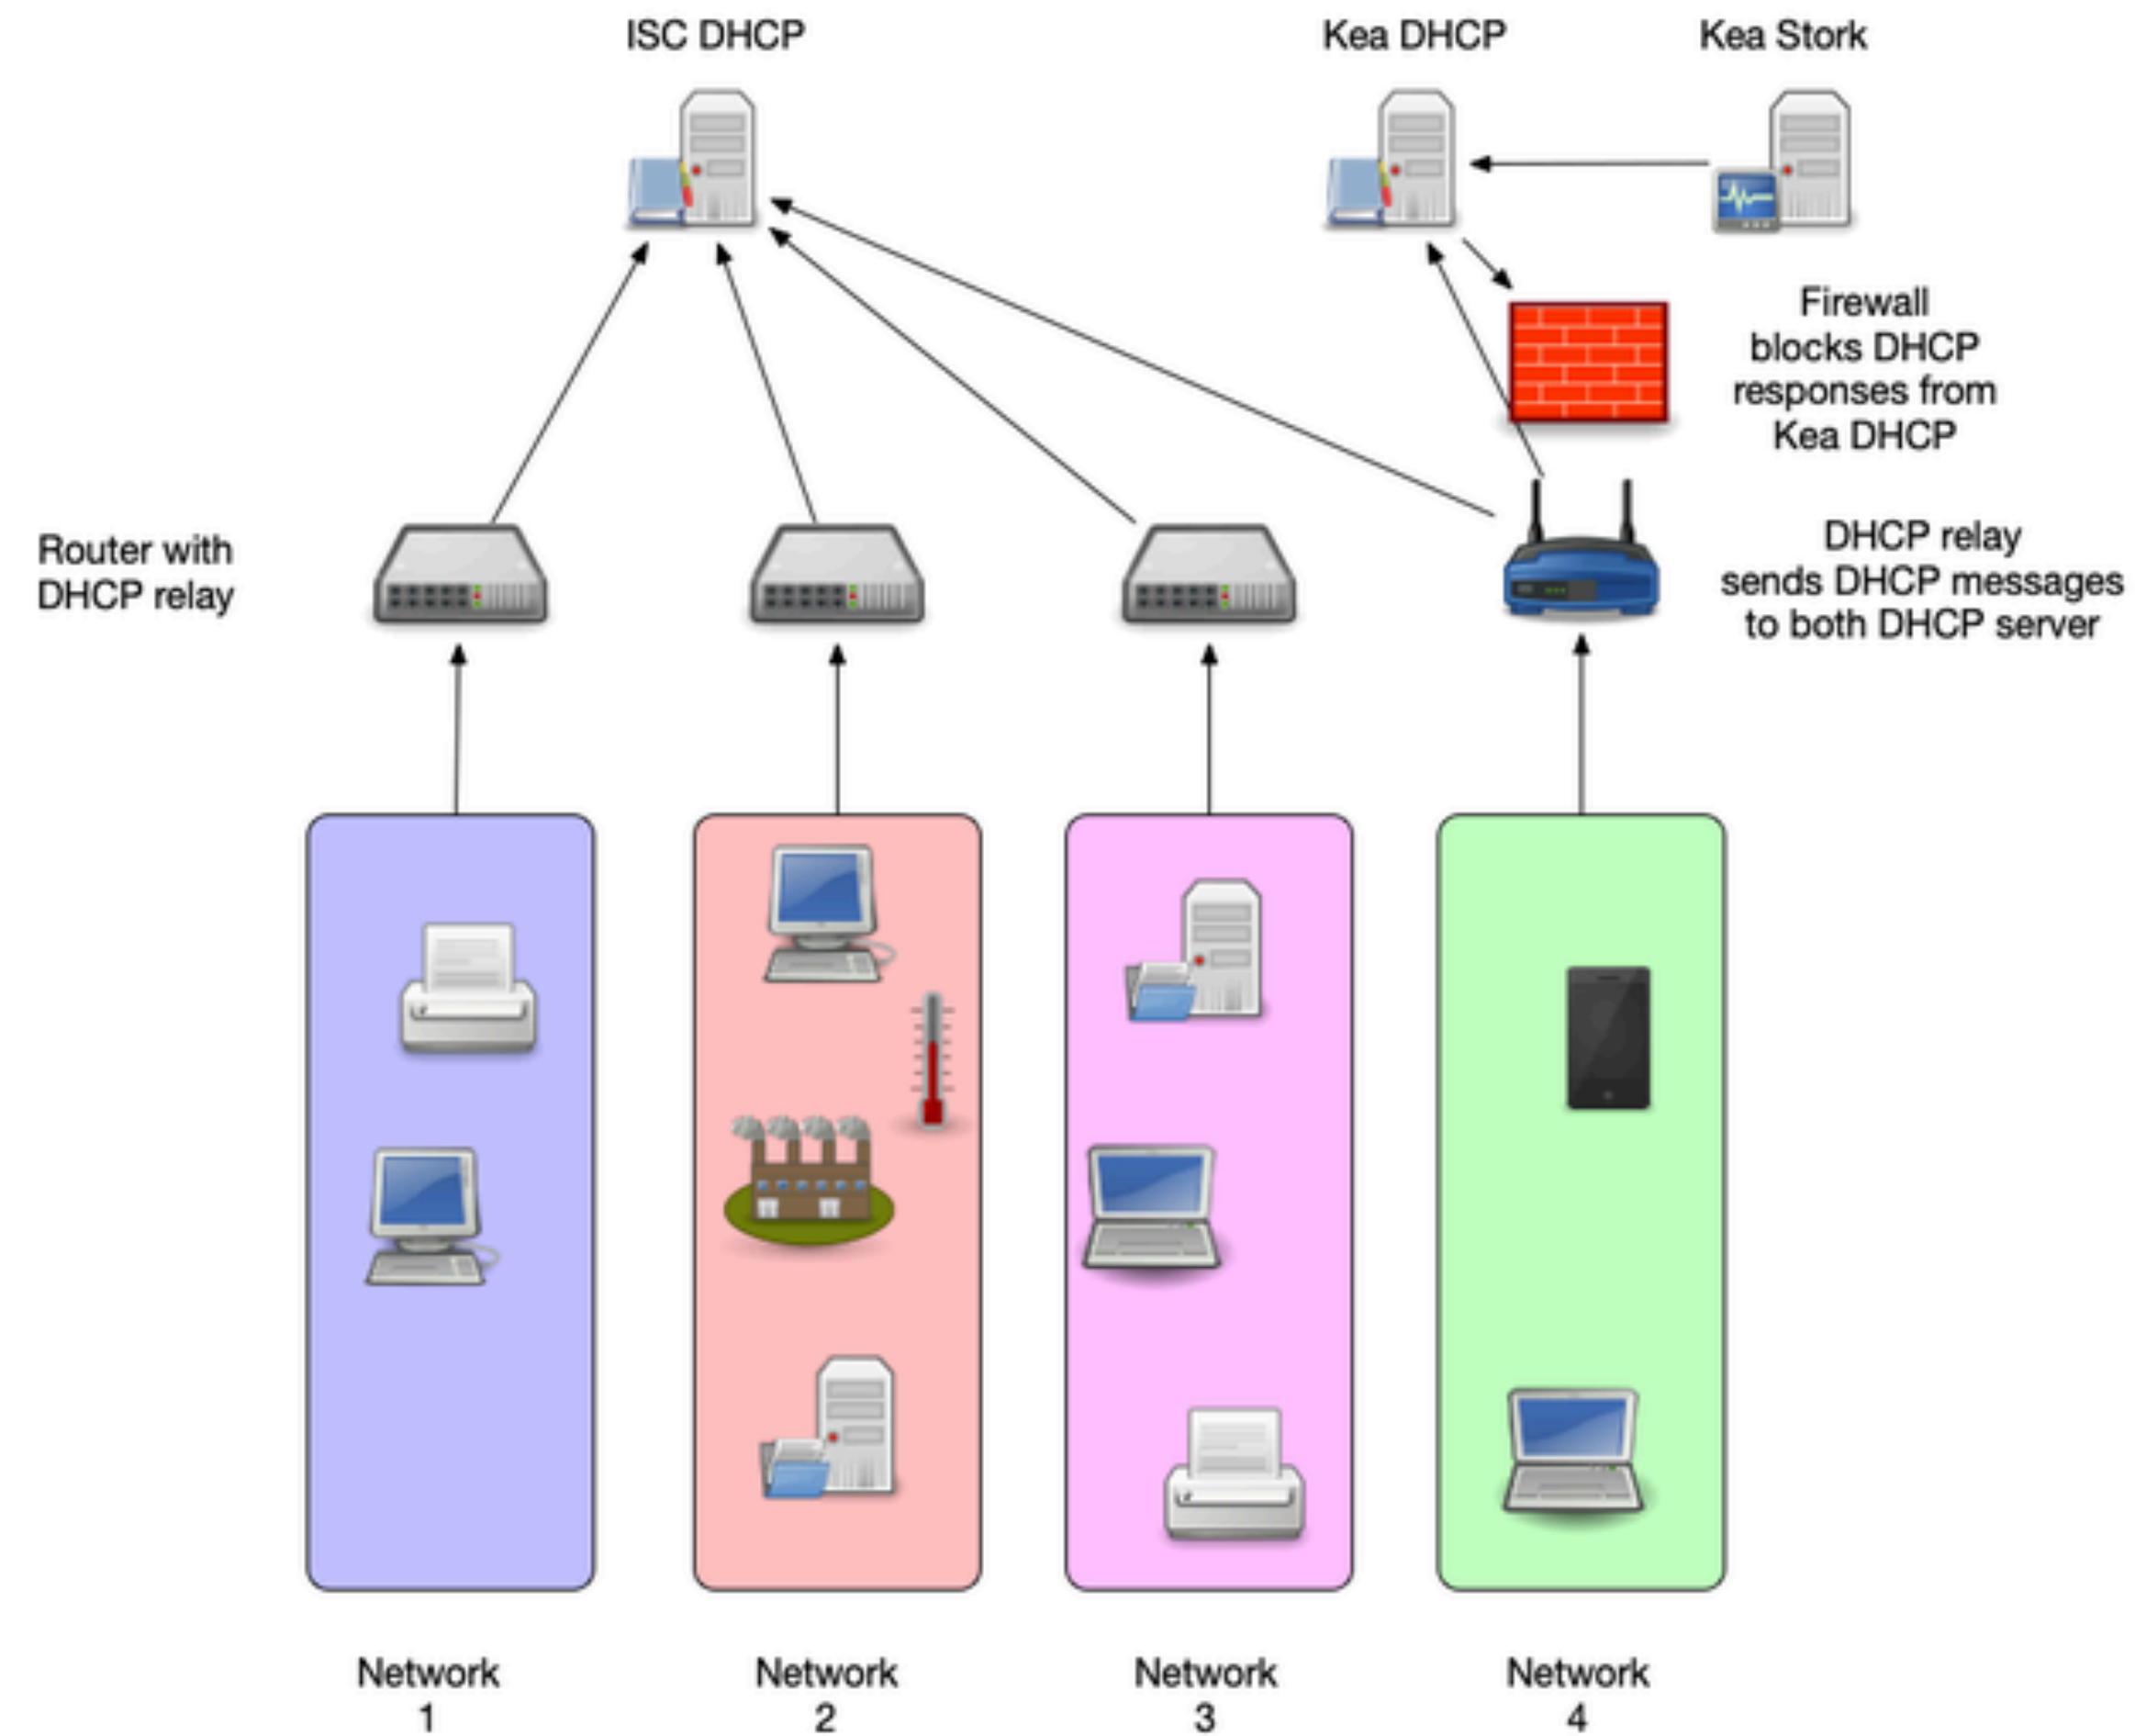 ISC DHCP
Kea DHCP
Kea Stork
Firewall
blocks DHCP
responses from
Kea DHCP
Router with
DHCP relay
DHCP relay
sends DHCP messages
to both DHCP server
Network
1
Network
2
Network
3
Network
4